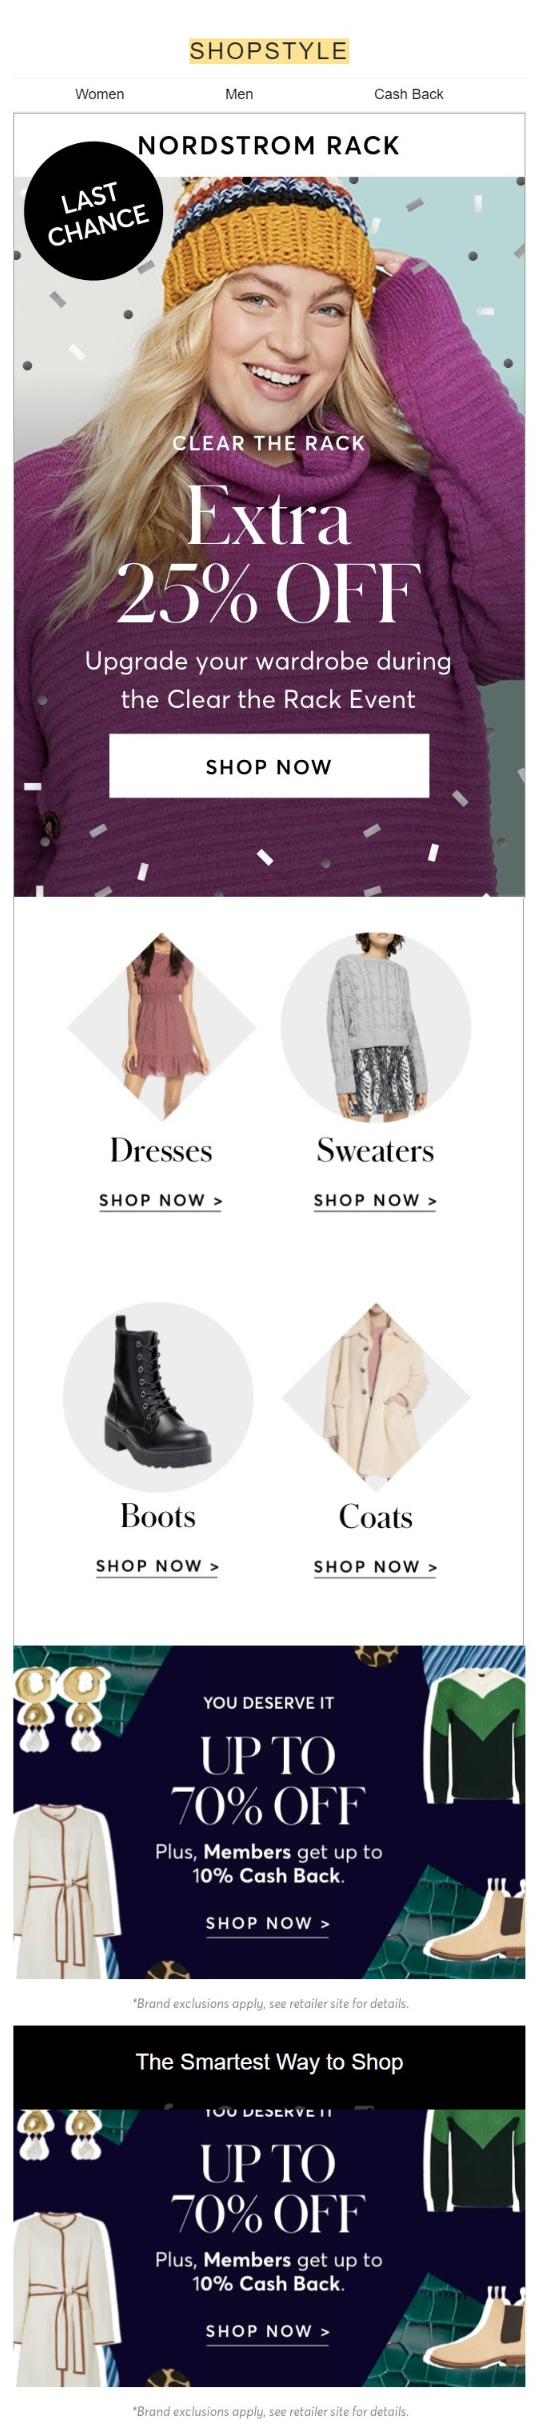 SHOPSTYLE
Women Men Cash Back
NORDSTROM RACK
LAST
CHANCE
CLEAR THE RACK
Extra
25% OFF
Upgrade your wardrobe during
the Clear the Rack Event
SHOP NOW
Dresses Sweaters
SHOP NOW > SHOP NOW >
Boots Coats
SHOP NOW > SHOP NOW >
YOU DESERVE IT
UP TO
70% OFF
Plus, Members get up to
10% Cash Back.
SHOP NOW >
*Brand exclusions apply, see retailer site for details.
The Smartest Way to Shop
YOU DESERVE IT
UP TO
70% OFF
Plus, Members get up to
10% Cash Back.
SHOP NOW >
*Brand exclusions apply, see retailer site for details.